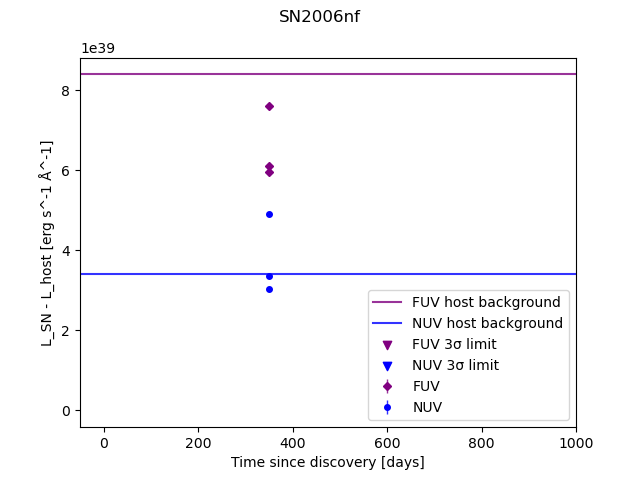 SN2006nf
1e39
8
6
4
2
0
L_SN - L_host [erg s^-1 Å^-1]
FUV host background
NUV host background
FUV 3σ limit
NUV 3σ limit
FUV
NUV
0 200 400 600 800 1000
Time since discovery [days]